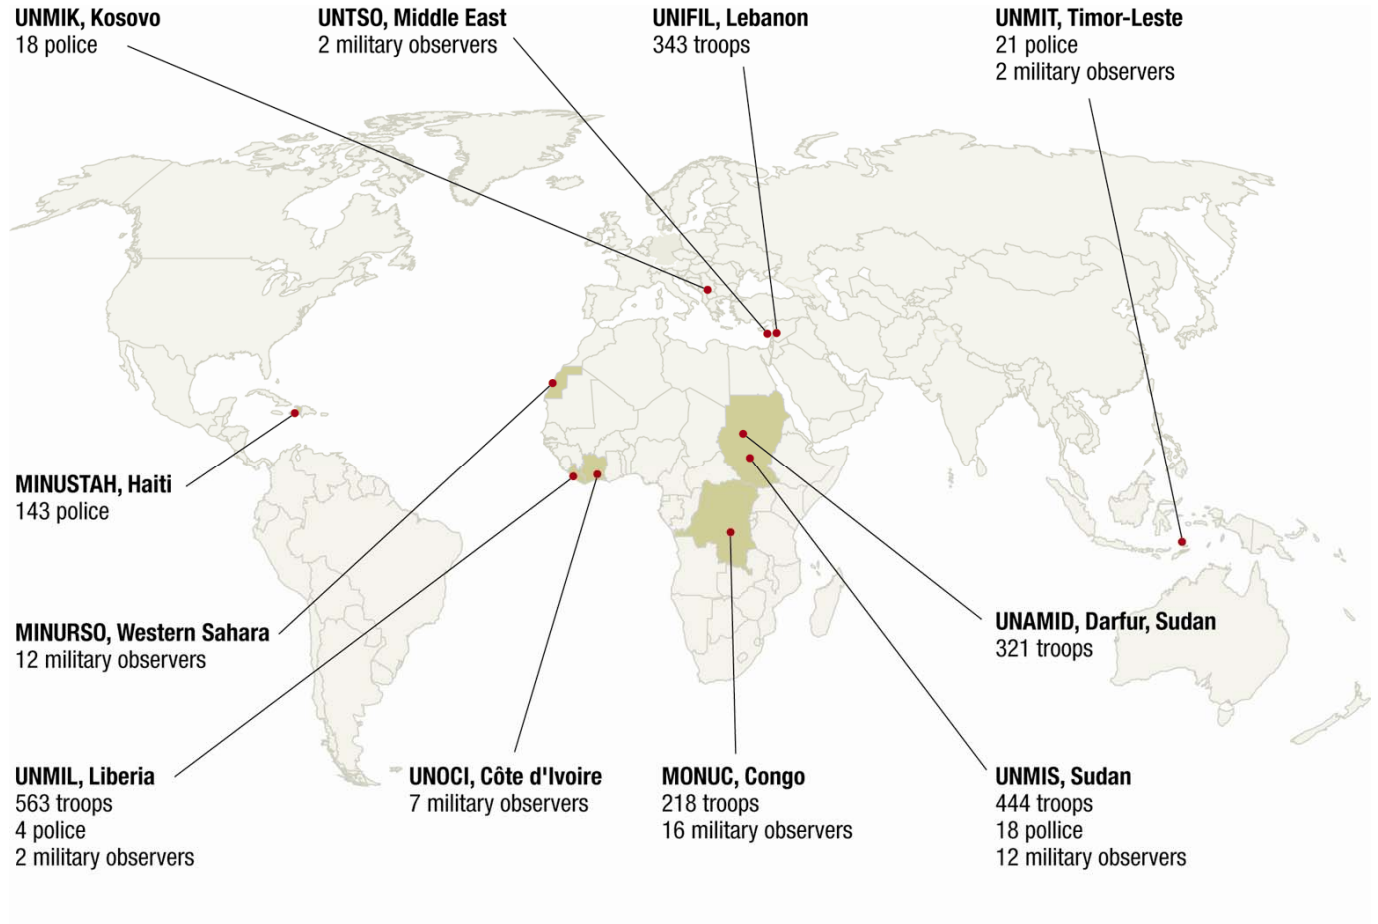 UNMIK, Kosovo
18 police
UNTSO, Middle East
2 military observers
UNIFIL, Lebanon
343 troops
UNMIT, Timor-Leste
21 police
2 military observers
MINUSTAH, Haiti
143 police
MINURSO, Western Sahara
12 military observers
UNAMID, Darfur, Sudan
321 troops
UNMIL, Liberia
563 troops
4 police
2 military observers
UNOCI, Côte d'Ivoire
7 military observers
MONUC, Congo
218 troops
16 military observers
UNMIS, Sudan
444 troops
18 pollice
12 military observers